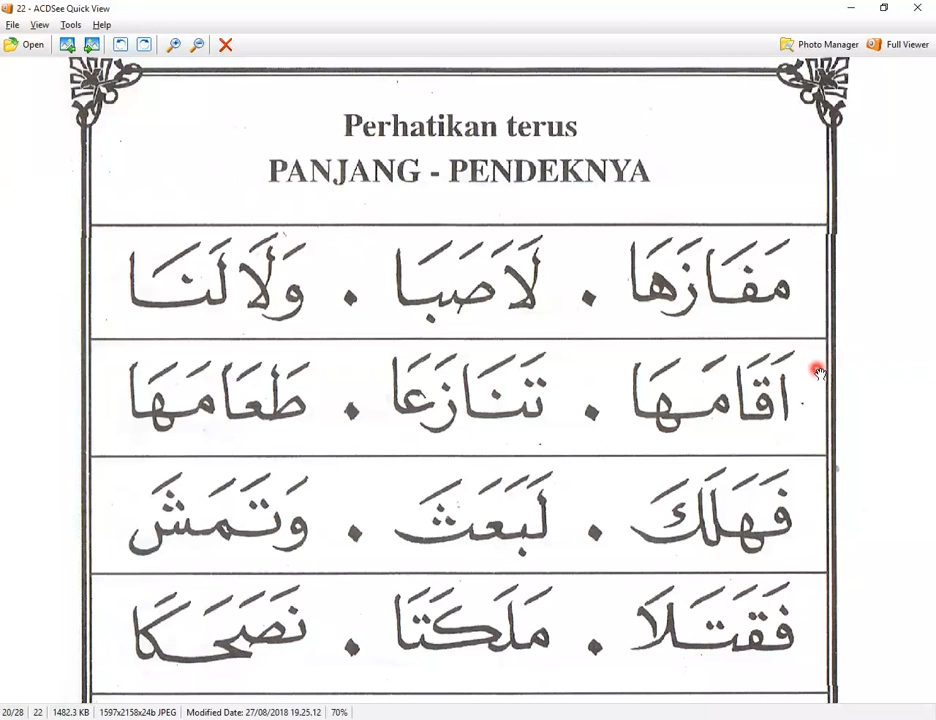 22 - ACDSee Quick View
File View Tools Help
Open Photo Manager Full Viewer
Perhatikan terus
PANJANG - PENDEKNYA
مَفَازَهَا . لَاَصَبَا . وَلَالَنَا
اَقَامَهَا . تَنَازَعَا . طَعَامَهَا
فَهَلَكَ . لَبَعَثَ . وَتَمَشَ
فَقَتَلَا . مَلَكَتَا . نَصَحَكَا
20/28 22 1482.3 KB 1597x2158x24b JPEG Modified Date: 27/08/2018 19.25.12 70%